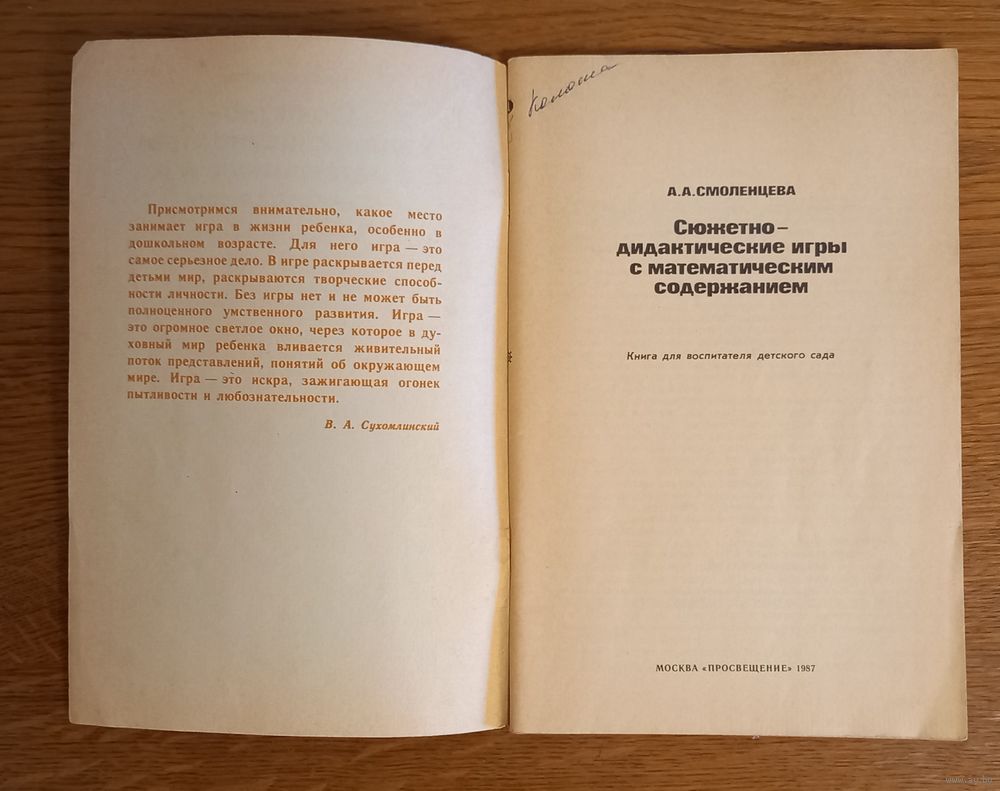 Присмотримся внимательно, какое место
занимает игра в жизни ребенка, особенно в
дошкольном возрасте. Для него игра — это
самое серьезное дело. В игре раскрывается перед
детьми мир, раскрываются творческие способ-
ности личности. Без игры нет и не может быть
полноценного умственного развития. Игра —
это огромное светлое окно, через которое в ду-
ховный мир ребенка вливается живительный
поток представлений, понятий об окружающем
мире. Игра — это искра, зажигающая огонек
пытливости и любознательности.
В. А. Сухомлинский
А.А.СМОЛЕНЦЕВА
Сюжетно-
дидактические игры
с математическим
содержанием
Книга для воспитателя детского сада
МОСКВА «ПРОСВЕЩЕНИЕ» 1987
www.ay.by